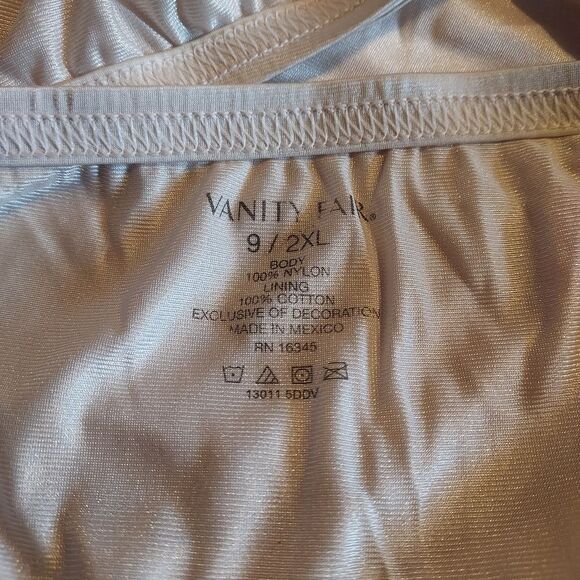 VANITY FAIR®
9 / 2XL
BODY
100% NYLON
LINING
100% COTTON
EXCLUSIVE OF DECORATION
MADE IN MEXICO
RN 16345
13011 5DDV